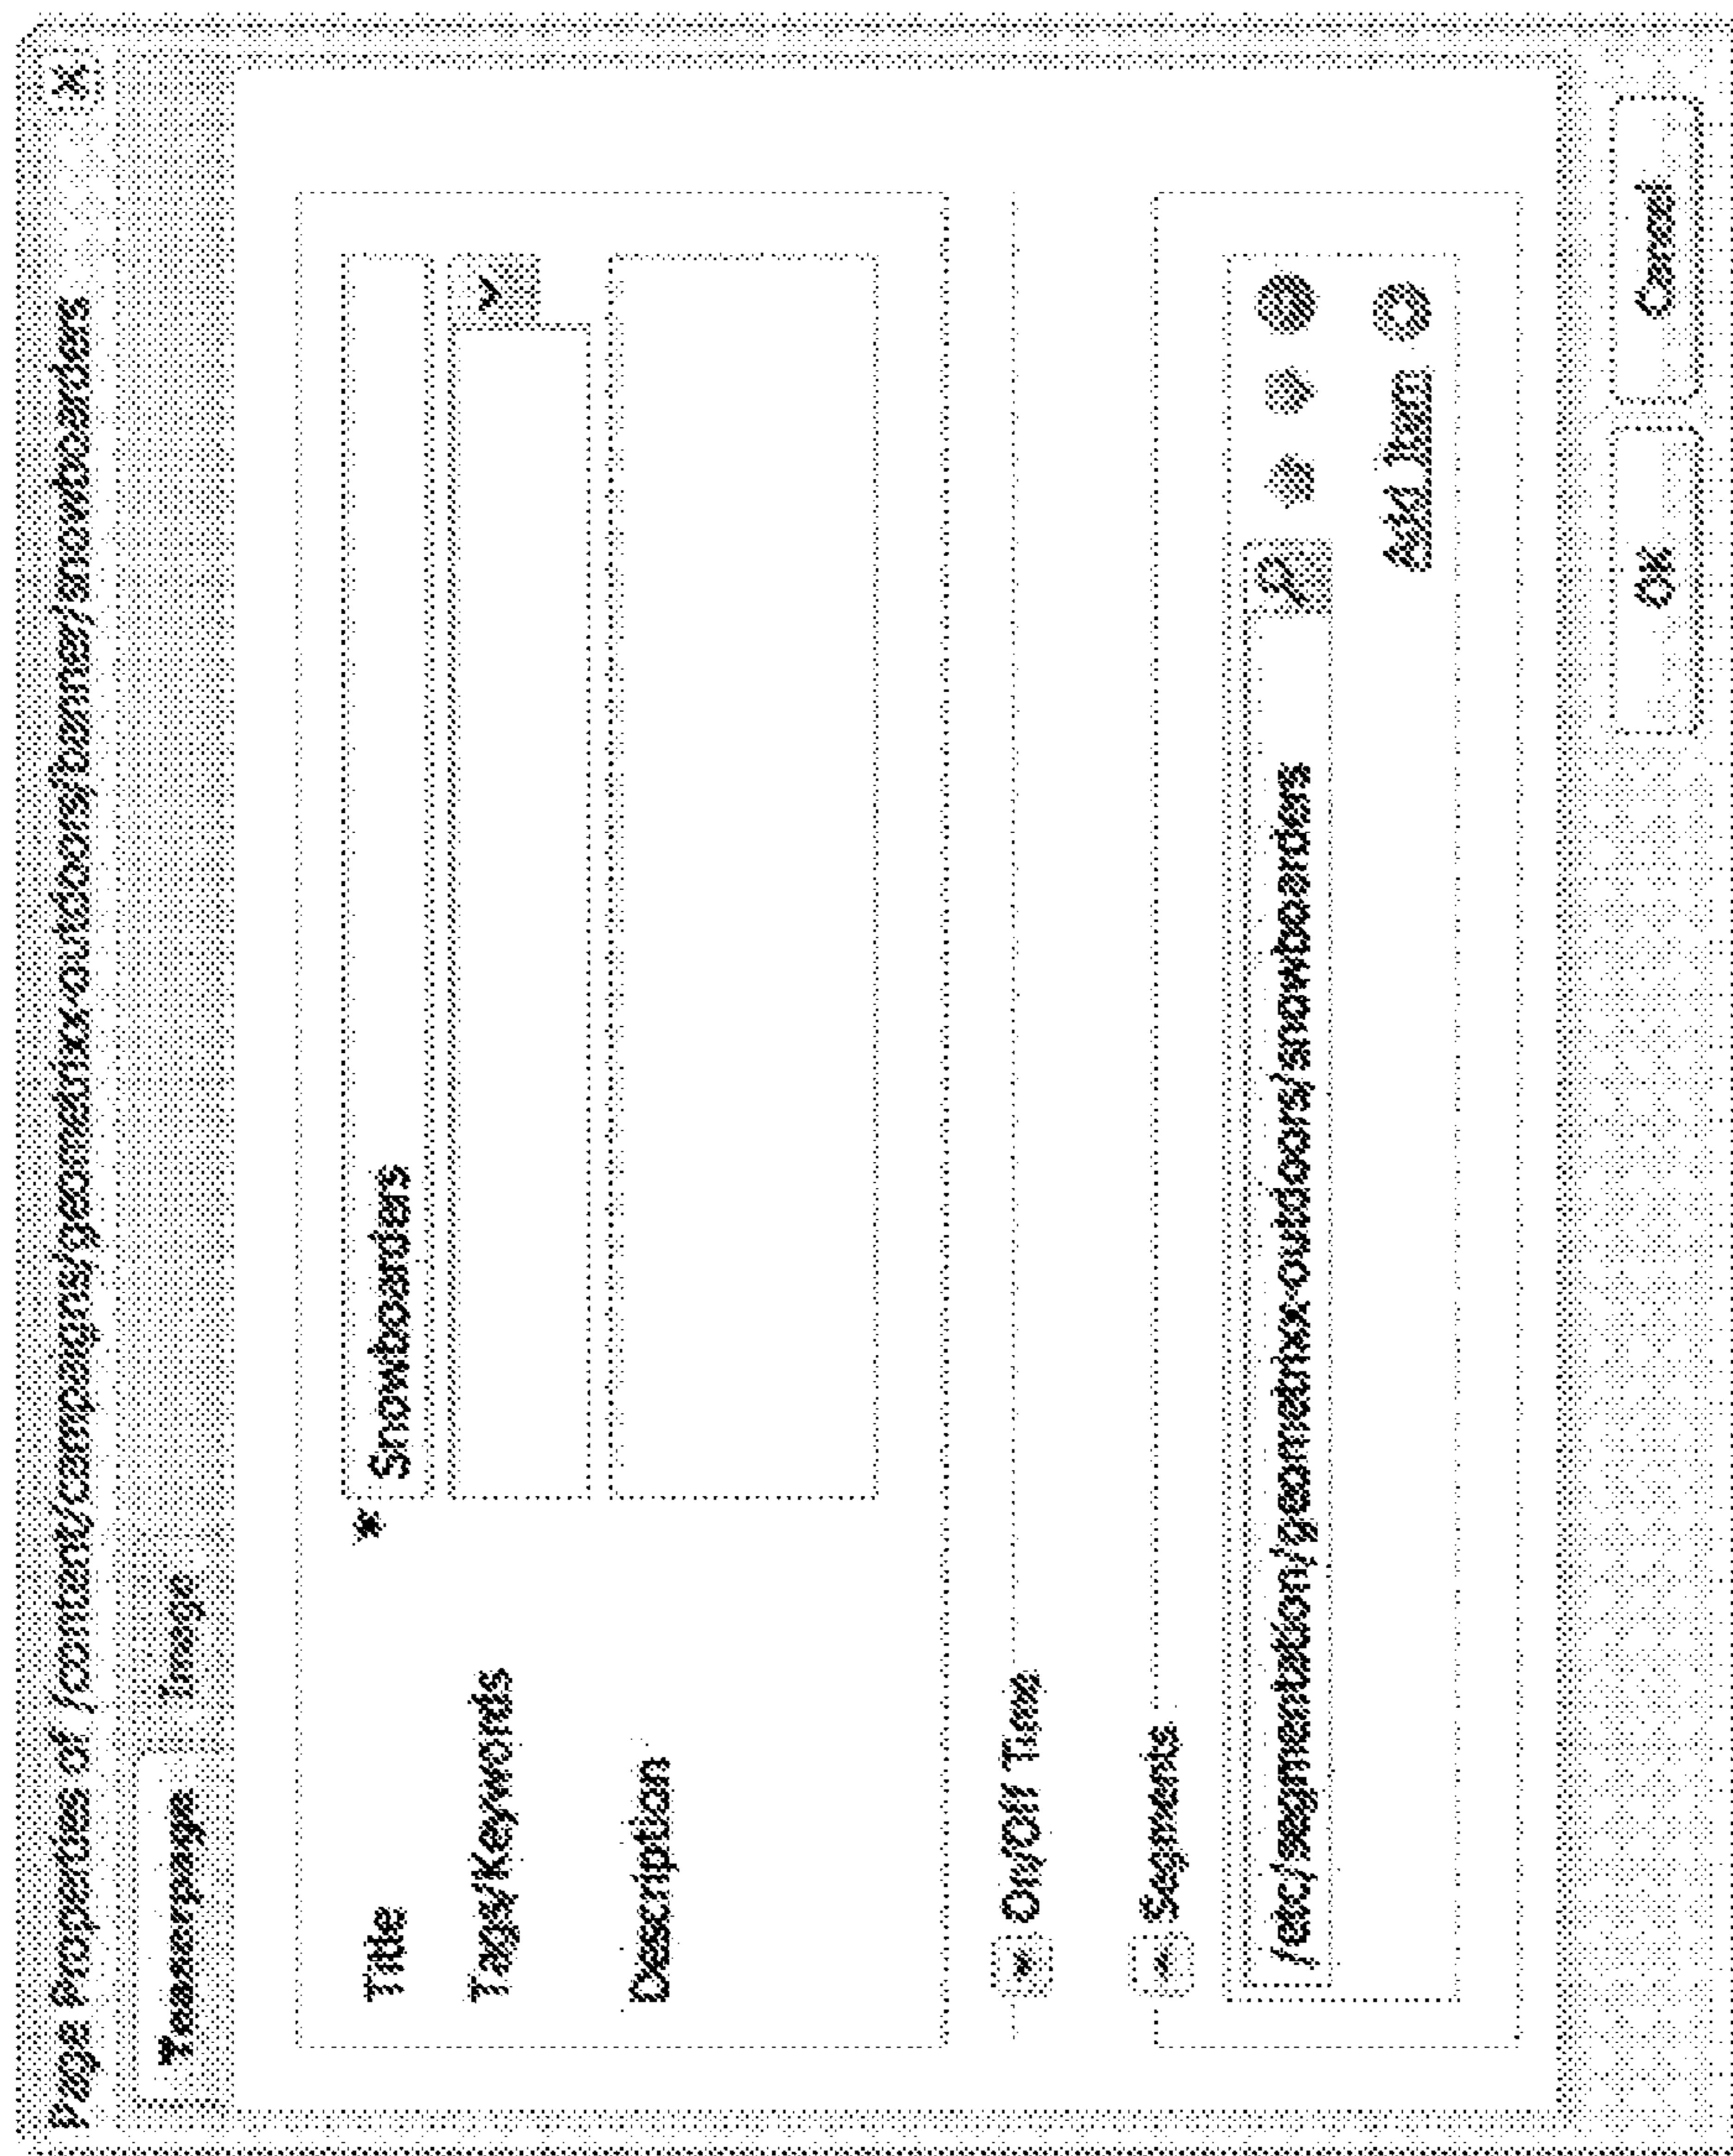 Page Properties of /content/campaigns/geometrixx-outdoors/banner/snowboarders
Teaserpage Image
Title * Snowboarders
Tags/Keywords
Description
On/Off Time
Segments
/etc/segmentation/geometrixx-outdoors/snowboarders
Add Item
OK Cancel